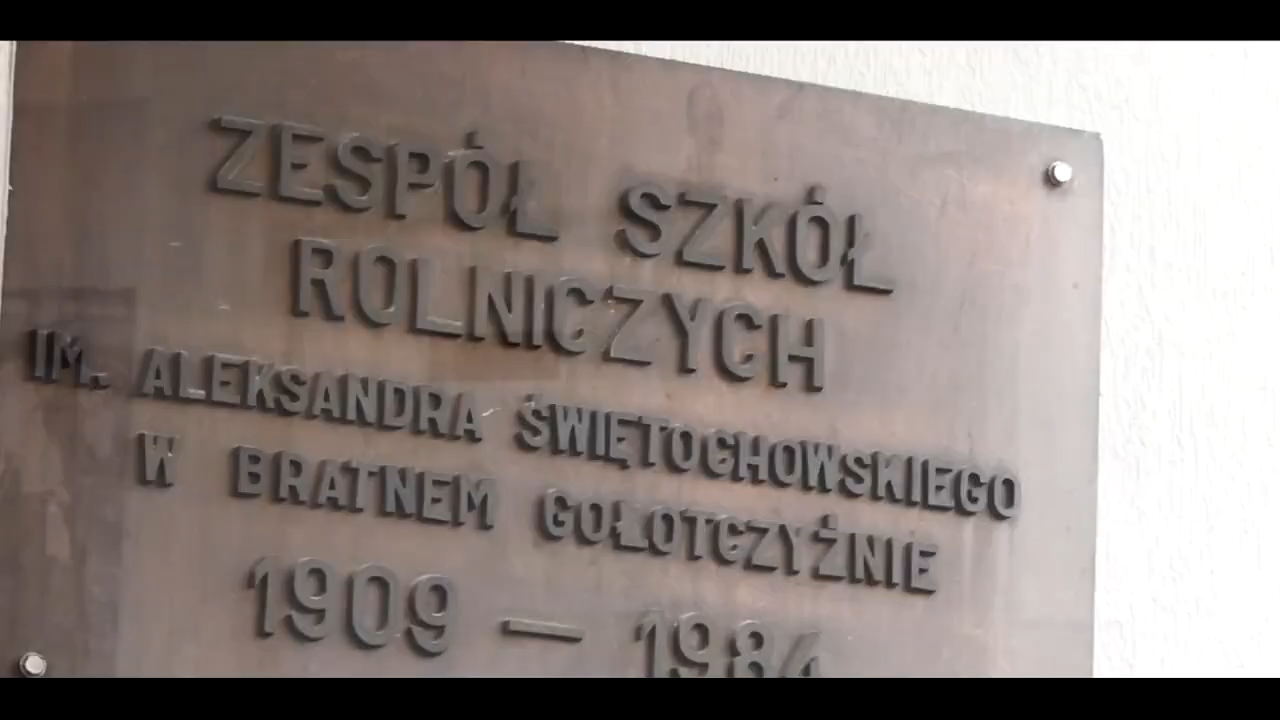 ZESPÓŁ SZKÓŁ
ROLNICZYCH
IM. ALEKSANDRA ŚWIĘTOCHOWSKIEGO
W BRATNEM GOŁOTCZYŹNIE
1909 — 1984